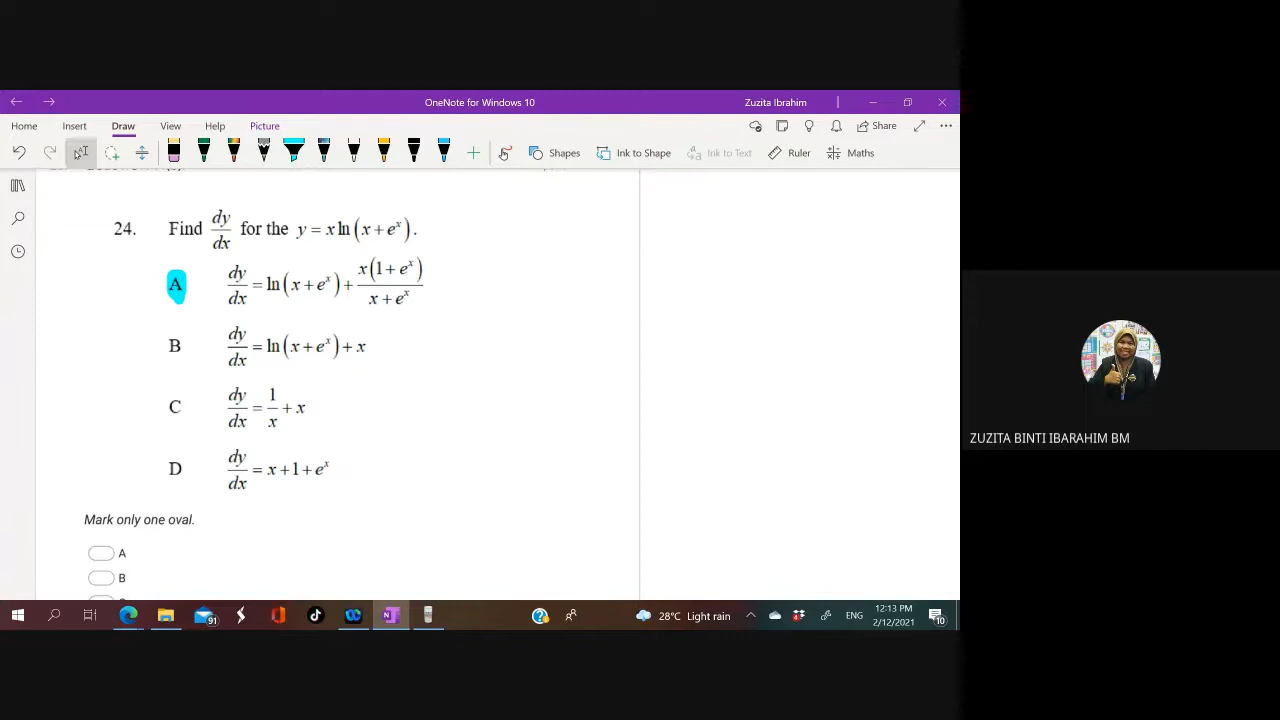 OneNote for Windows 10
Zuzita Ibrahim
Home Insert Draw View Help Picture
Share
Shapes Ink to Shape Ink to Text Ruler Maths
24. Find dy/dx for the y = x ln(x + e^x).
A dy/dx = ln(x + e^x) + x(1 + e^x)/(x + e^x)
B dy/dx = ln(x + e^x) + x
C dy/dx = 1/x + x
D dy/dx = x + 1 + e^x
Mark only one oval.
A
B
ZUZITA BINTI IBARAHIM BM
91
28°C Light rain
ENG
12:13 PM
2/12/2021
10